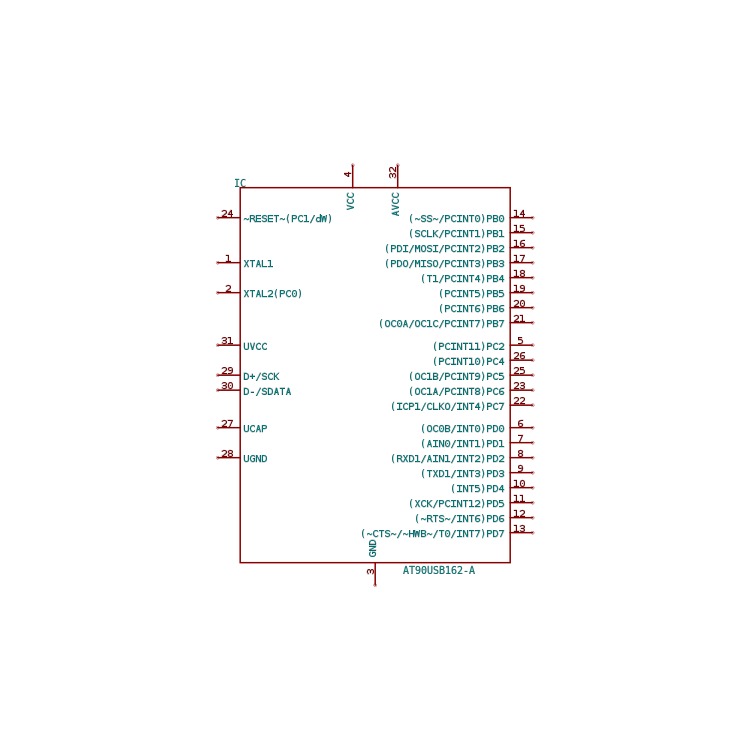 4
32
IC
VCC
AVCC
24 ~RESET~(PC1/dW)
(~SS~/PCINT0)PB0 14
(SCLK/PCINT1)PB1 15
(PDI/MOSI/PCINT2)PB2 16
1 XTAL1
(PDO/MISO/PCINT3)PB3 17
(T1/PCINT4)PB4 18
2 XTAL2(PC0)
(PCINT5)PB5 19
(PCINT6)PB6 20
(OC0A/OC1C/PCINT7)PB7 21
31 UVCC
(PCINT11)PC2 5
(PCINT10)PC4 26
29 D+/SCK
(OC1B/PCINT9)PC5 25
30 D-/SDATA
(OC1A/PCINT8)PC6 23
(ICP1/CLKO/INT4)PC7 22
27 UCAP
(OC0B/INT0)PD0 6
(AIN0/INT1)PD1 7
28 UGND
(RXD1/AIN1/INT2)PD2 8
(TXD1/INT3)PD3 9
(INT5)PD4 10
(XCK/PCINT12)PD5 11
(~RTS~/INT6)PD6 12
(~CTS~/~HWB~/T0/INT7)PD7 13
GND
3
AT90USB162-A